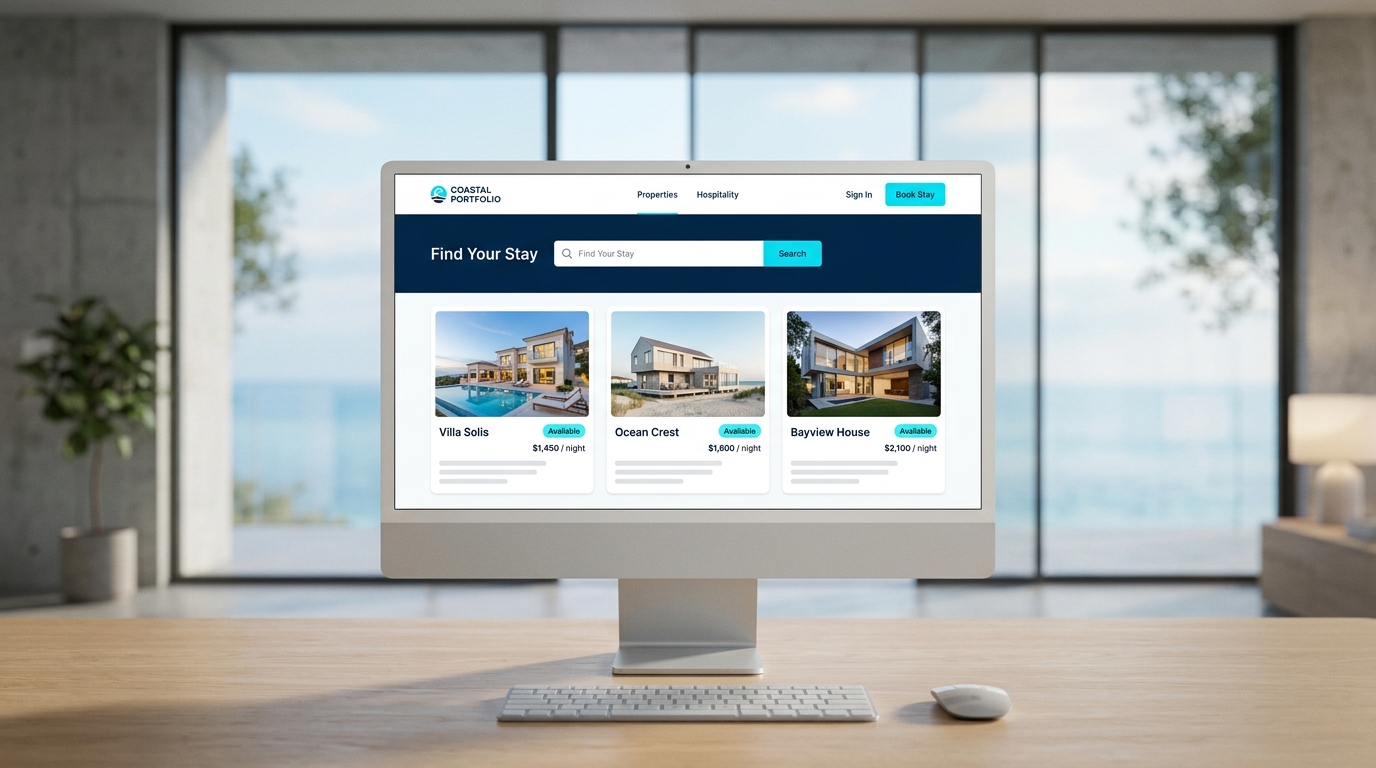 COASTAL
PORTFOLIO
Properties
Hospitality
Sign In
Book Stay
Find Your Stay
Find Your Stay
Search
Villa Solis
Available
$1,450 / night
Ocean Crest
Available
$1,600 / night
Bayview House
Available
$2,100 / night